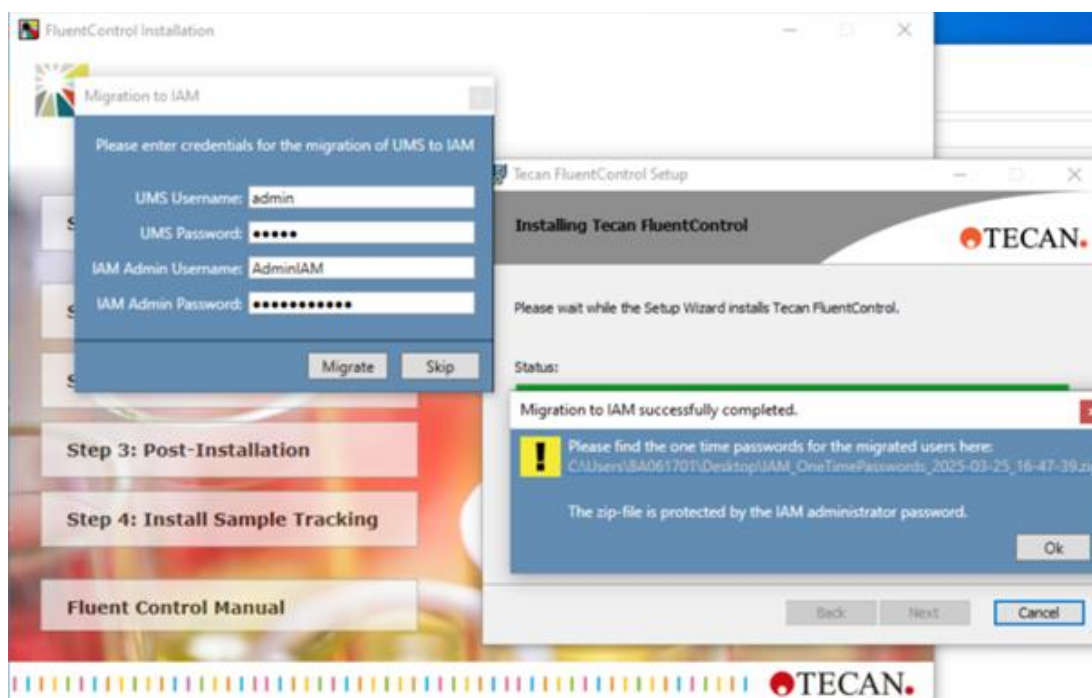 FluentControl Installation
Migration to IAM
Please enter credentials for the migration of UMS to IAM
UMS Username: admin
UMS Password: •••••
IAM Admin Username: AdminIAM
IAM Admin Password: •••••••••••
Migrate Skip
S
S
S
Step 3: Post-Installation
Step 4: Install Sample Tracking
Fluent Control Manual
Tecan FluentControl Setup
Installing Tecan FluentControl
TECAN.
Please wait while the Setup Wizard installs Tecan FluentControl.
Status:
Migration to IAM successfully completed.
Please find the one time passwords for the migrated users here:
C:\Users\BA061701\Desktop\IAM_OneTimePasswords_2025-03-25_16-47-39.zi
The zip-file is protected by the IAM administrator password.
Ok
Back Next Cancel
TECAN.